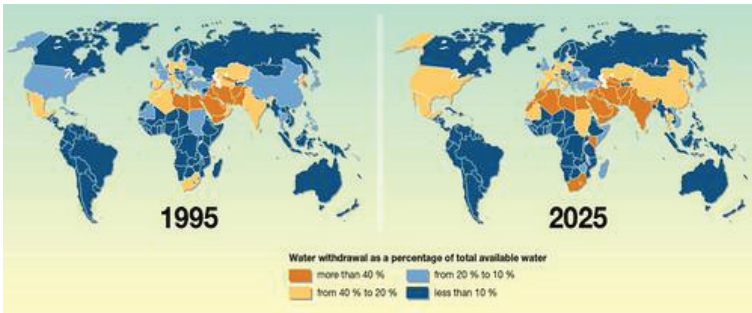 1995
2025
Water withdrawal as a percentage of total available water
more than 40 %
from 20 % to 10 %
from 40 % to 20 %
less than 10 %